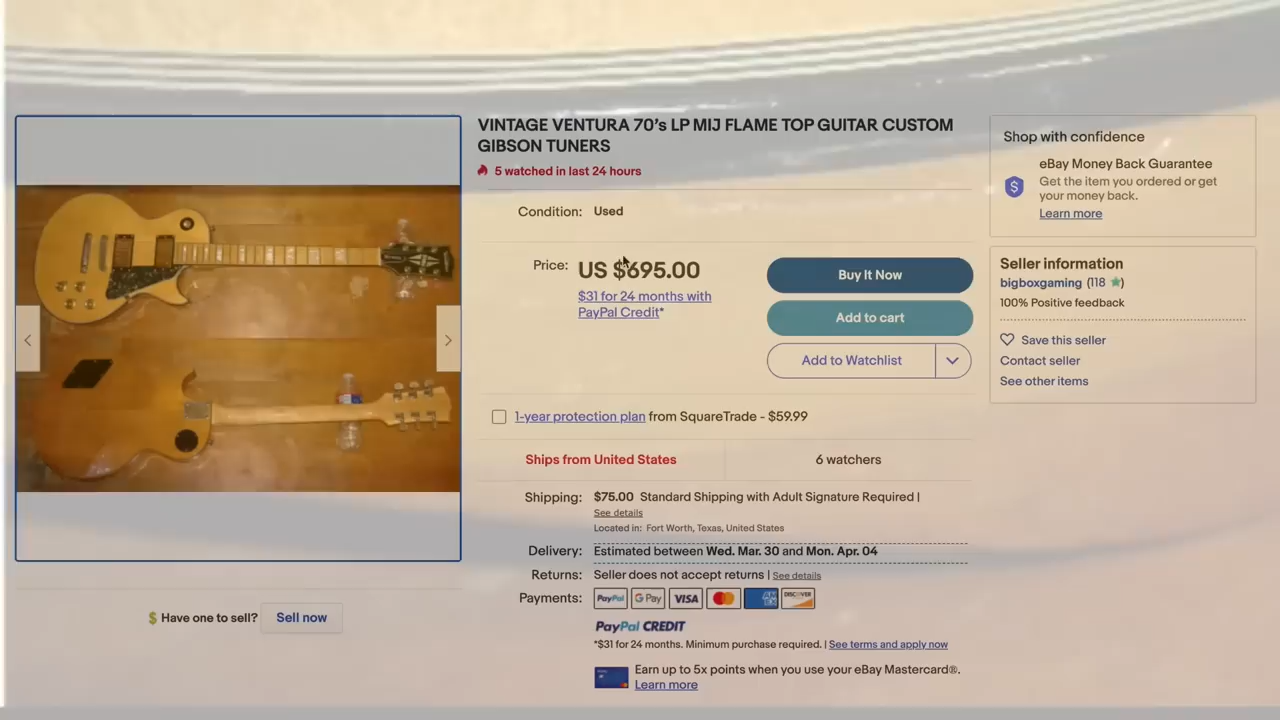 VINTAGE VENTURA 70's LP MIJ FLAME TOP GUITAR CUSTOM
GIBSON TUNERS
5 watched in last 24 hours
Condition: Used
Price: US $695.00
$31 for 24 months with
PayPal Credit*
Buy It Now
Add to cart
Add to Watchlist
1-year protection plan from SquareTrade - $59.99
Ships from United States
6 watchers
Shipping: $75.00 Standard Shipping with Adult Signature Required |
See details
Located in: Fort Worth, Texas, United States
Delivery: Estimated between Wed. Mar. 30 and Mon. Apr. 04
Returns: Seller does not accept returns | See details
Payments: PayPal G Pay VISA MasterCard AM EX DISCOVER
PayPal CREDIT
*$31 for 24 months. Minimum purchase required. | See terms and apply now
Earn up to 5x points when you use your eBay Mastercard®.
Learn more
$ Have one to sell? Sell now
Shop with confidence
$
eBay Money Back Guarantee
Get the item you ordered or get
your money back.
Learn more
Seller information
bigboxgaming (118)
100% Positive feedback
Save this seller
Contact seller
See other items